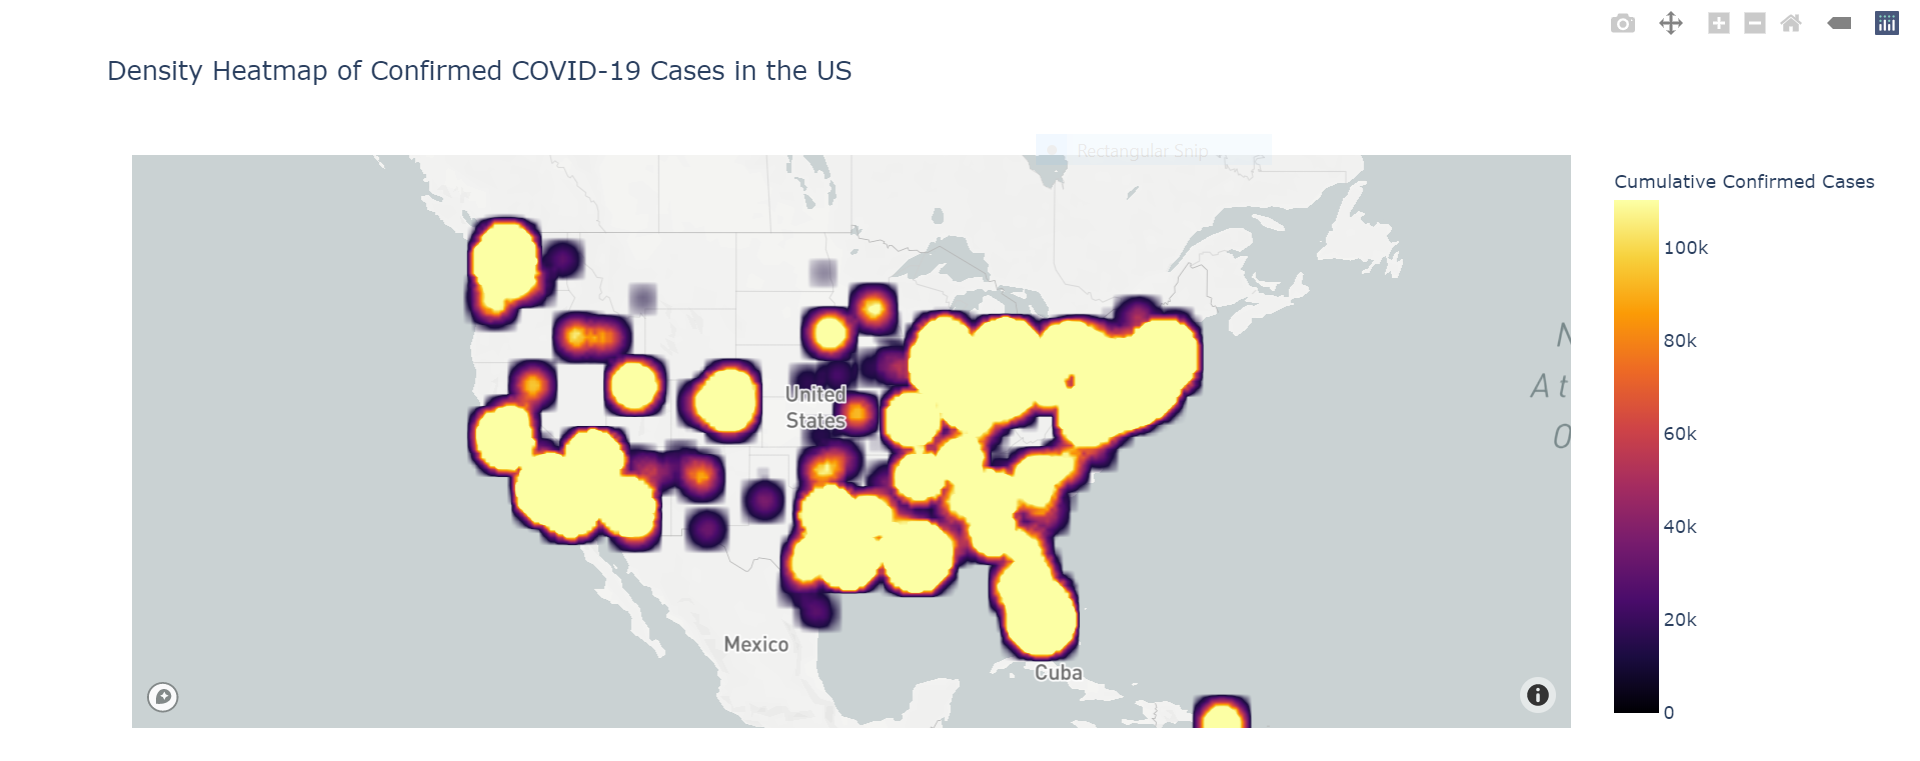 Density Heatmap of Confirmed COVID-19 Cases in the US
Rectangular Snip
Cumulative Confirmed Cases
100k
80k
60k
40k
20k
0
United
States
Mexico
Cuba
N
At
O